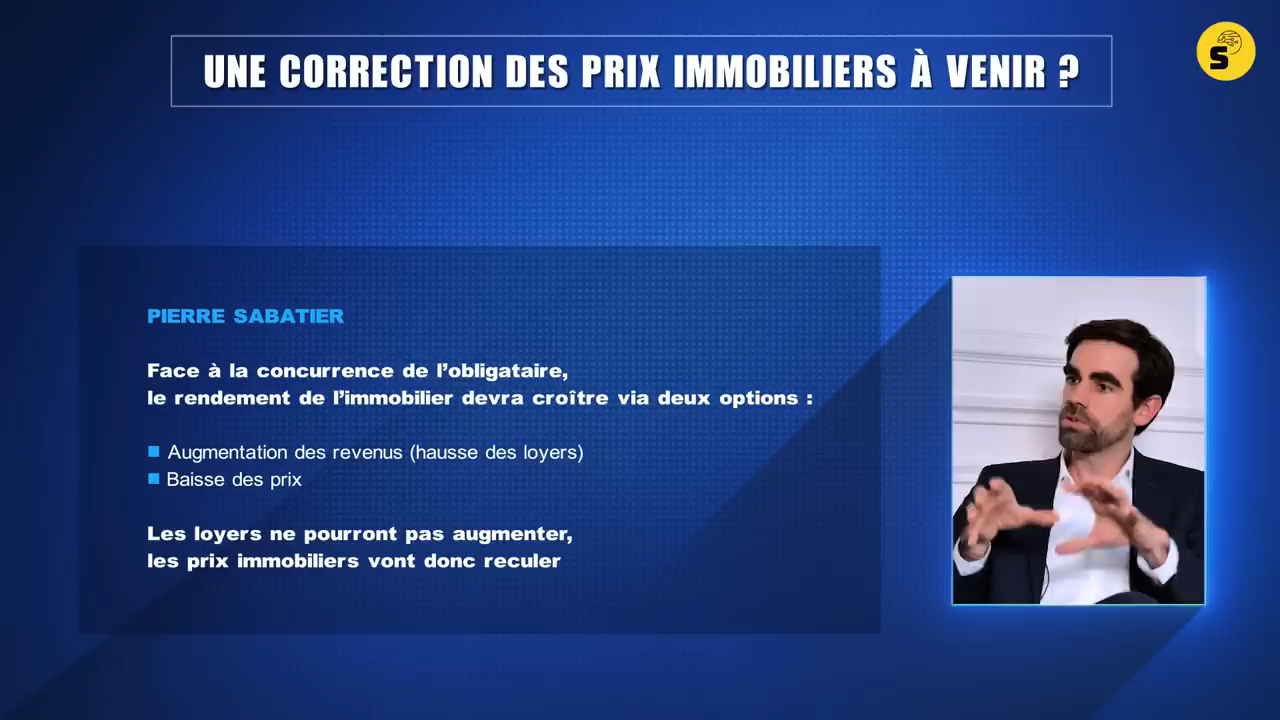 UNE CORRECTION DES PRIX IMMOBILIERS À VENIR ?
S
PIERRE SABATIER
Face à la concurrence de l’obligataire,
le rendement de l’immobilier devra croître via deux options :
Augmentation des revenus (hausse des loyers)
Baisse des prix
Les loyers ne pourront pas augmenter,
les prix immobiliers vont donc reculer